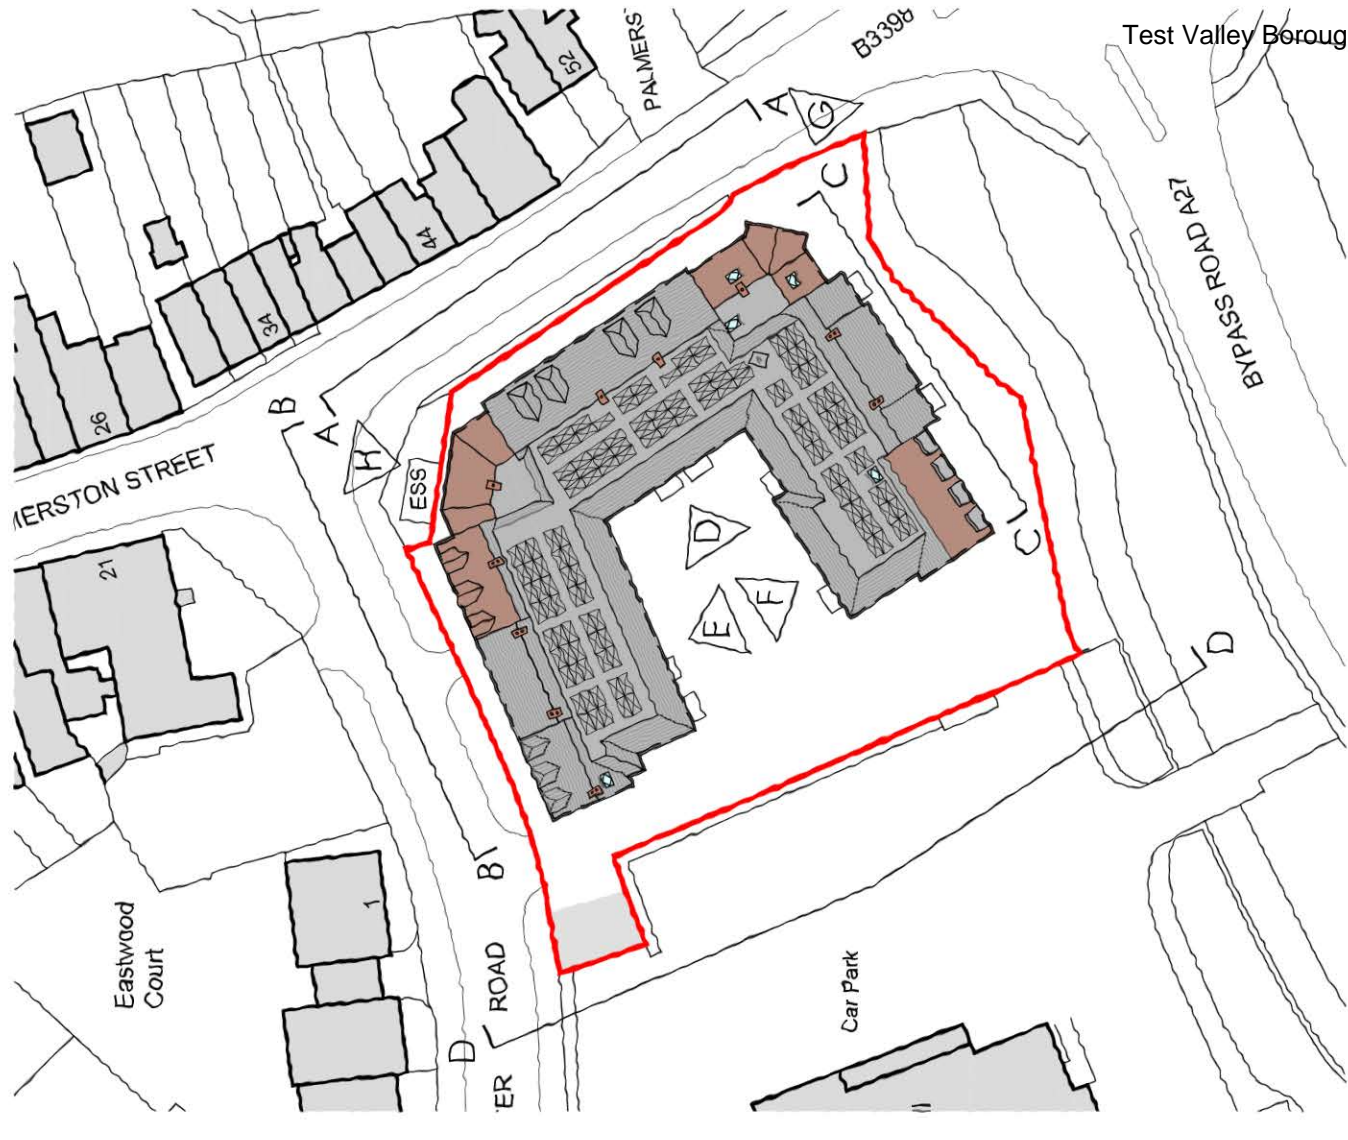 Test Valley Boroug
B3398
PALMERS
52
A
G
C
44
34
BYPASS ROAD A27
B
A
26
H
MERSTON STREET
ESS
21
D
C
E
F
D
B
1
Eastwood
Court
ROAD
Car Park
D
ER